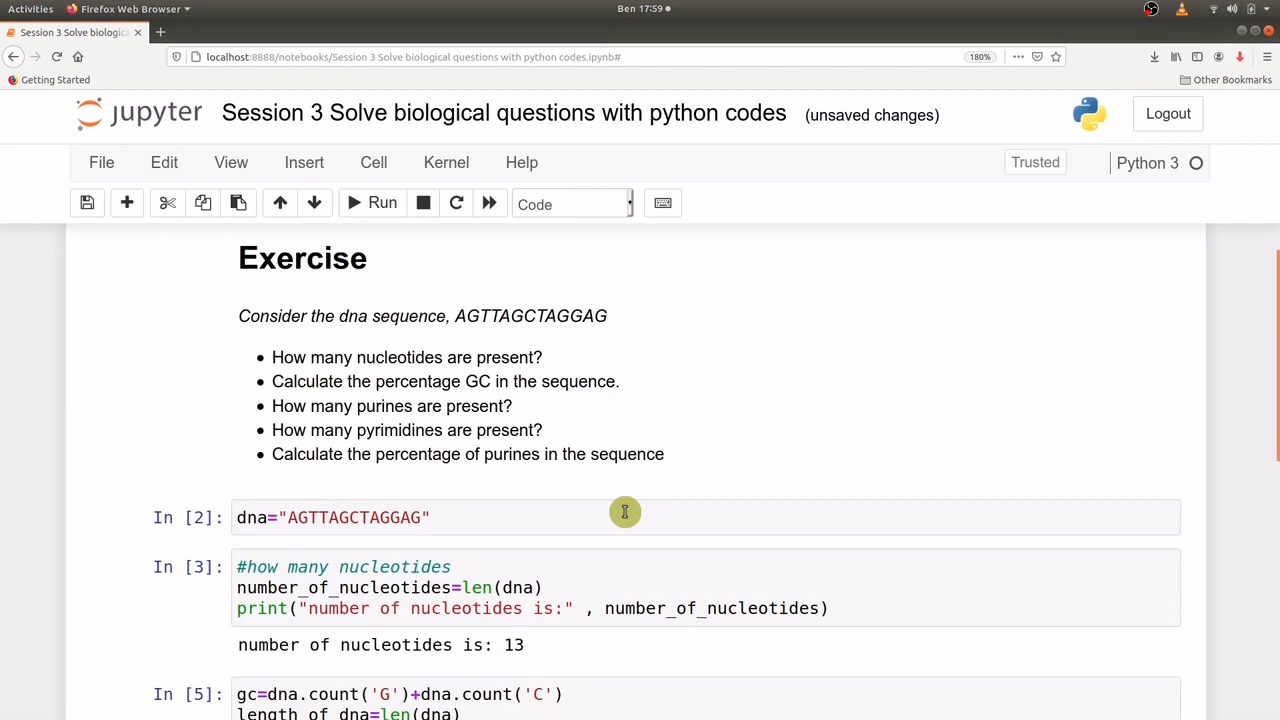 Activities Firefox Web Browser Ben 17:59
Session 3 Solve biologica
localhost:8888/notebooks/Session 3 Solve biological questions with python codes.ipynb# 180%
Getting Started Other Bookmarks
jupyter Session 3 Solve biological questions with python codes (unsaved changes) Logout
File Edit View Insert Cell Kernel Help Trusted Python 3
Run Code
Exercise
Consider the dna sequence, AGTTAGCTAGGAG
• How many nucleotides are present?
• Calculate the percentage GC in the sequence.
• How many purines are present?
• How many pyrimidines are present?
• Calculate the percentage of purines in the sequence
In [2]: dna="AGTTAGCTAGGAG"
In [3]: #how many nucleotides
number_of_nucleotides=len(dna)
print("number of nucleotides is:" , number_of_nucleotides)
number of nucleotides is: 13
In [5]: gc=dna.count('G')+dna.count('C')
length of dna=len(dna)